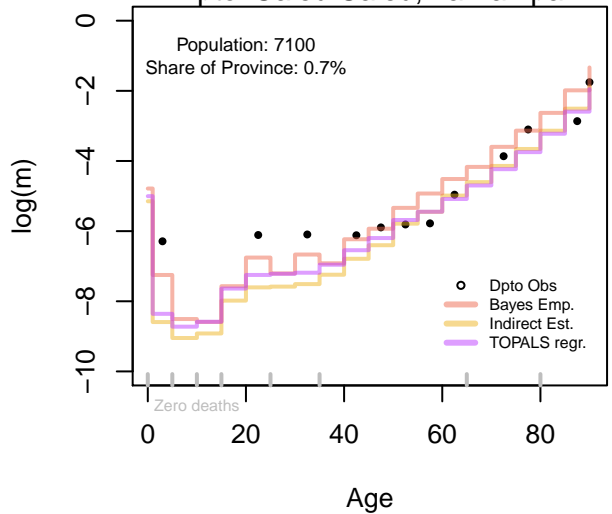 0
Population: 7100
Share of Province: 0.7%
−2
−4
log(m)
−6
Dpto Obs
Bayes Emp.
−8
Indirect Est.
TOPALS regr.
−10
Zero deaths
0 20 40 60 80
Age